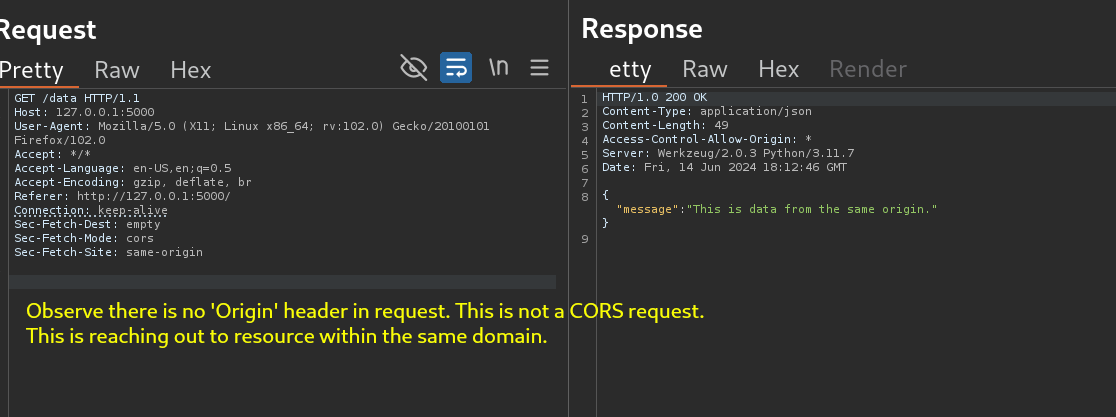 Request
Pretty Raw Hex \n
GET /data HTTP/1.1
Host: 127.0.0.1:5000
User-Agent: Mozilla/5.0 (X11; Linux x86_64; rv:102.0) Gecko/20100101
Firefox/102.0
Accept: */*
Accept-Language: en-US,en;q=0.5
Accept-Encoding: gzip, deflate, br
Referer: http://127.0.0.1:5000/
Connection: keep-alive
Sec-Fetch-Dest: empty
Sec-Fetch-Mode: cors
Sec-Fetch-Site: same-origin
Response
etty Raw Hex Render
1 HTTP/1.0 200 OK
2 Content-Type: application/json
3 Content-Length: 49
4 Access-Control-Allow-Origin: *
5 Server: Werkzeug/2.0.3 Python/3.11.7
6 Date: Fri, 14 Jun 2024 18:12:46 GMT
7
8 {
"message":"This is data from the same origin."
}
9
Observe there is no 'Origin' header in request. This is not a CORS request.
This is reaching out to resource within the same domain.